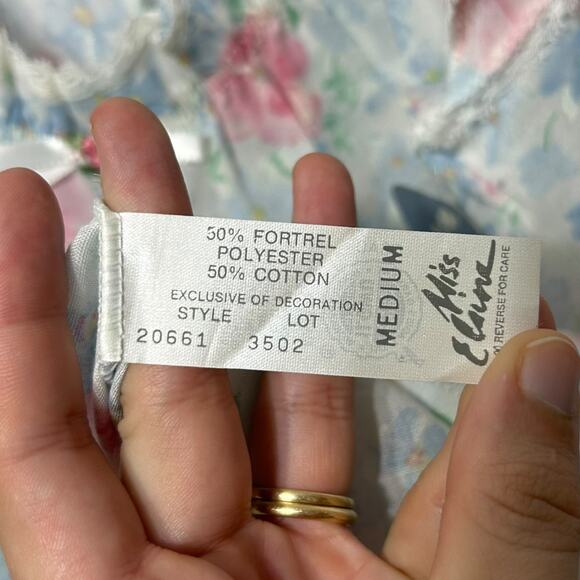 50% FORTREL
POLYESTER
50% COTTON
EXCLUSIVE OF DECORATION
STYLE LOT
20661 3502
MEDIUM
Miss
Elaine
REVERSE FOR CARE